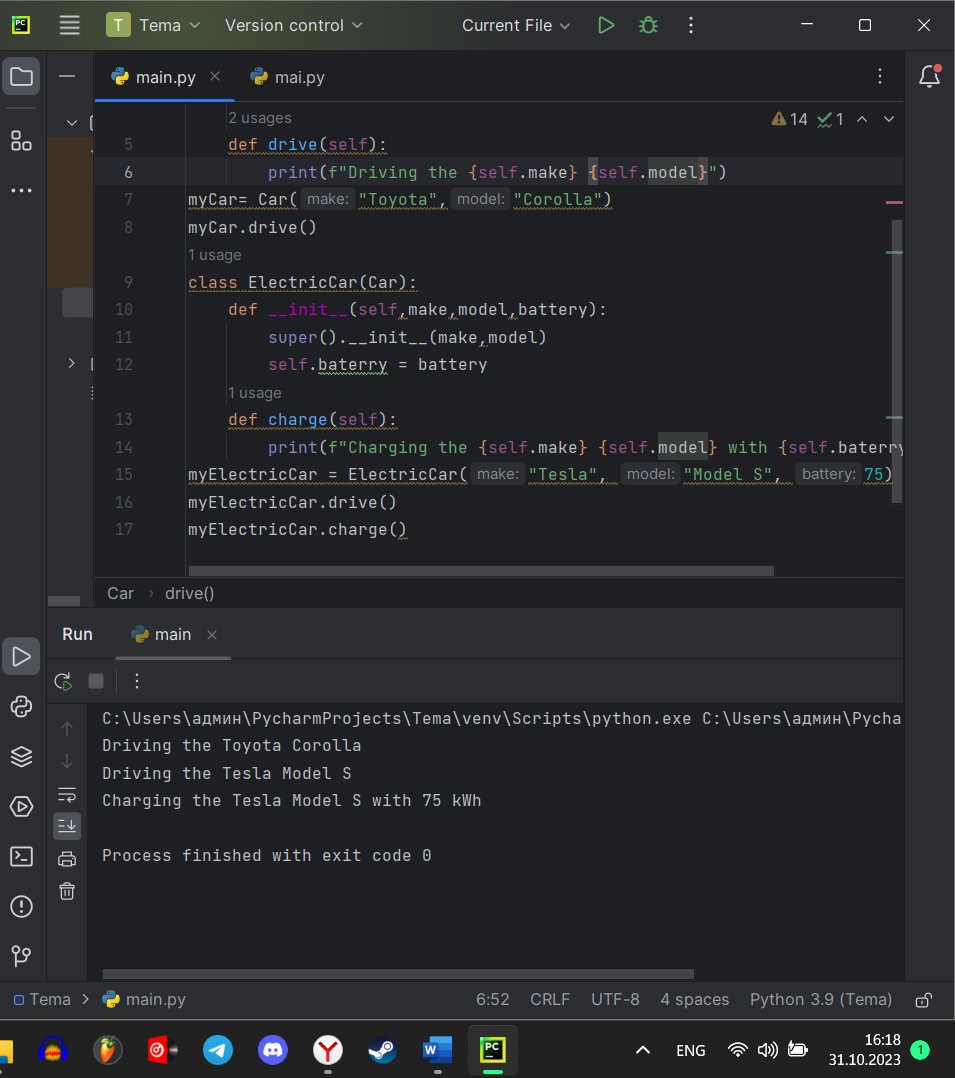 PC T Tema Version control Current File
main.py mai.py
2 usages
14 1
5 def drive(self):
6 print(f"Driving the {self.make} {self.model}")
7 myCar= Car( make: "Toyota", model: "Corolla")
8 myCar.drive()
1 usage
9 class ElectricCar(Car):
10 def __init__(self,make,model,battery):
11 super().__init__(make,model)
12 self.baterry = battery
1 usage
13 def charge(self):
14 print(f"Charging the {self.make} {self.model} with {self.baterry
15 myElectricCar = ElectricCar( make: "Tesla", model: "Model S", battery: 75)
16 myElectricCar.drive()
17 myElectricCar.charge()
Car › drive()
Run main
C:\Users\админ\PycharmProjects\Tema\venv\Scripts\python.exe C:\Users\админ\Pycha
Driving the Toyota Corolla
Driving the Tesla Model S
Charging the Tesla Model S with 75 kWh
Process finished with exit code 0
Tema > main.py 6:52 CRLF UTF-8 4 spaces Python 3.9 (Tema)
W PC ENG 16:18
31.10.2023 1